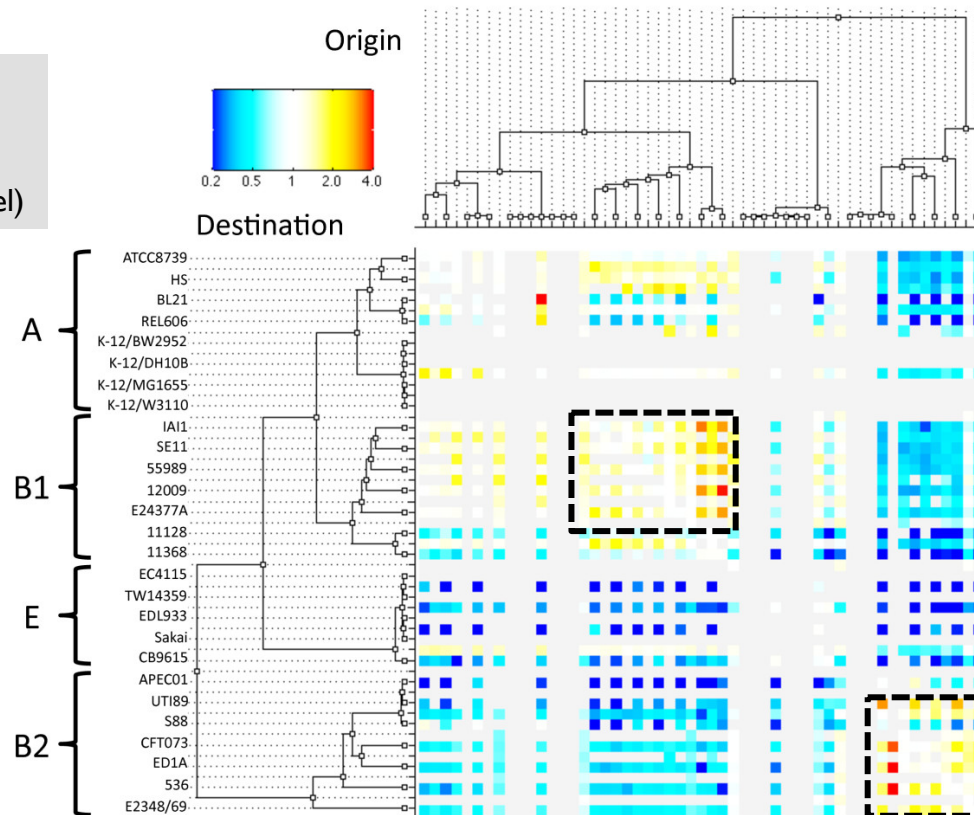 Origin
el)
0.2 0.5 1 2.0 4.0
Destination
A
ATCC8739
HS
BL21
REL606
K-12/BW2952
K-12/DH10B
K-12/MG1655
K-12/W3110
B1
IAI1
SE11
55989
12009
E24377A
11128
11368
E
EC4115
TW14359
EDL933
Sakai
CB9615
B2
APEC01
UTI89
S88
CFT073
ED1A
536
E2348/69